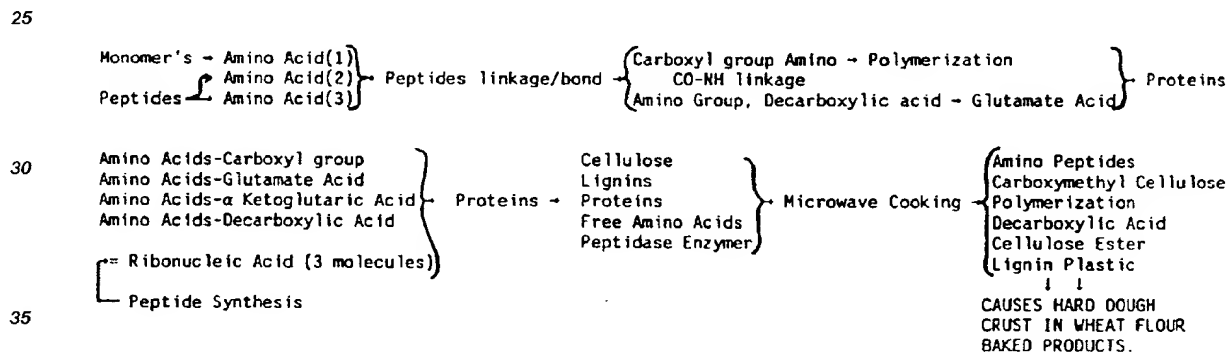 25
Monomer's → Amino Acid(1)
Amino Acid(2) Peptides linkage/bond
Peptides Amino Acid(3)
Carboxyl group Amino → Polymerization
CO-NH linkage
Amino Group, Decarboxylic acid → Glutamate Acid
Proteins
30
Amino Acids-Carboxyl group
Amino Acids-Glutamate Acid
Amino Acids-α Ketoglutaric Acid
Amino Acids-Decarboxylic Acid
= Ribonucleic Acid (3 molecules)
Peptide Synthesis
Proteins →
Cellulose
Lignins
Proteins
Free Amino Acids
Peptidase Enzymer
Microwave Cooking
Amino Peptides
Carboxymethyl Cellulose
Polymerization
Decarboxylic Acid
Cellulose Ester
Lignin Plastic
↓ ↓
CAUSES HARD DOUGH
CRUST IN WHEAT FLOUR
BAKED PRODUCTS.
35